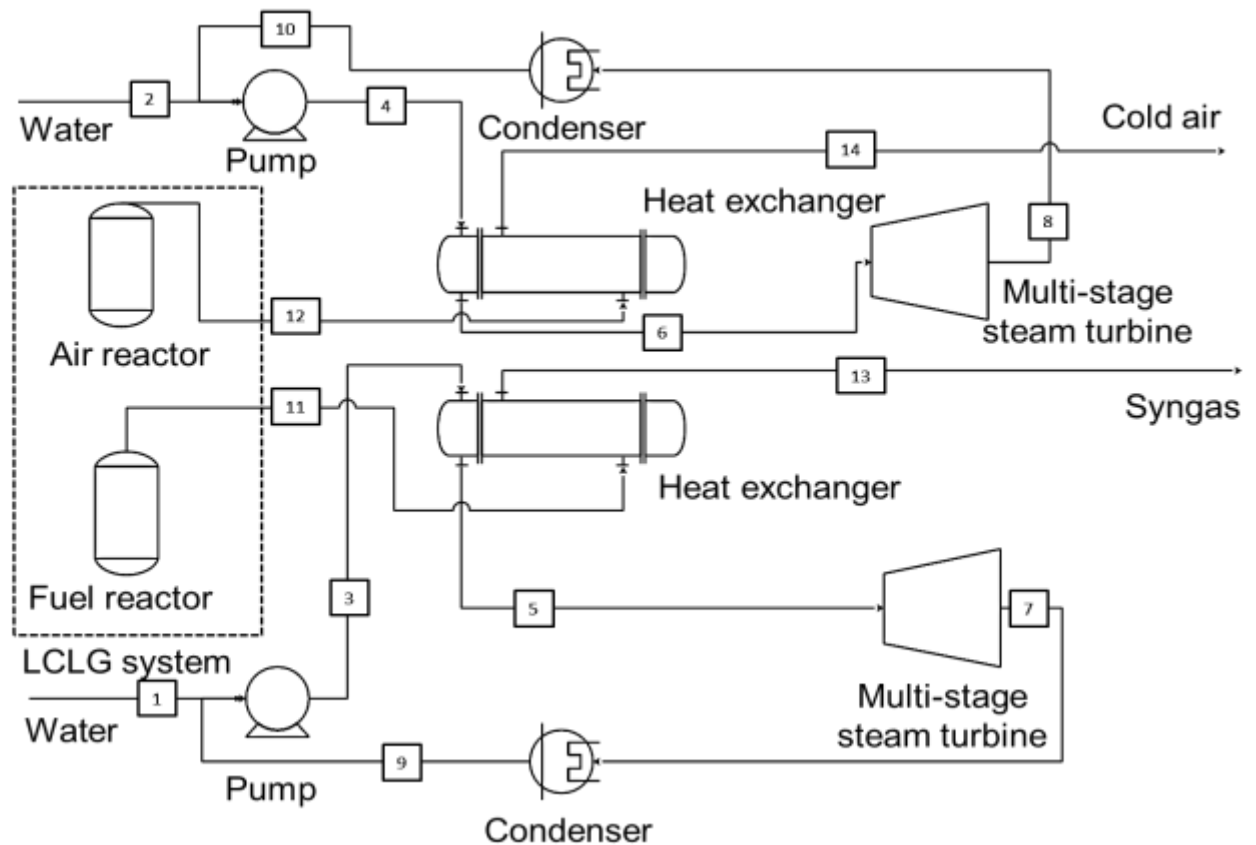 10
2
4
Water
Pump
Condenser
Cold air
14
Heat exchanger
8
Multi-stage
steam turbine
12
6
Air reactor
13
Syngas
11
Heat exchanger
Fuel reactor
3
5
7
LCLG system
1
Water
Multi-stage
steam turbine
9
Pump
Condenser